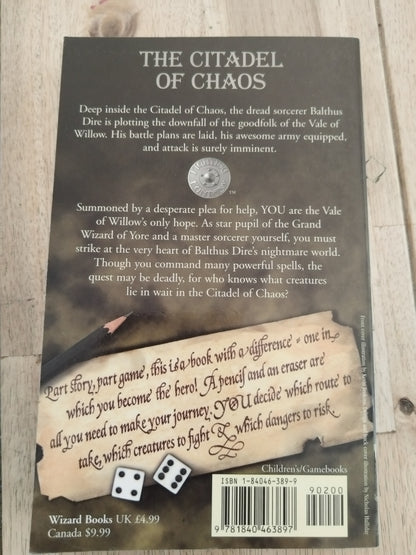 THE CITADEL
OF CHAOS
Deep inside the Citadel of Chaos, the dread sorcerer Balthus
Dire is plotting the downfall of the goodfolk of the Vale of
Willow. His battle plans are laid, his awesome army equipped,
and attack is surely imminent.
TM
Summoned by a desperate plea for help, YOU are the Vale
of Willow's only hope. As star pupil of the Grand
Wizard of Yore and a master sorcerer yourself, you must
strike at the very heart of Balthus Dire's nightmare world.
Though you command many powerful spells, the
quest may be deadly, for who knows what creatures
lie in wait in the Citadel of Chaos?
Part story, part game, this is a book with a difference – one in
which you become the hero! A pencil and an eraser are
all you need to make your journey. YOU decide which route to
take, which creatures to fight & which dangers to risk
Children's/Gamebooks
ISBN 1-84046-389-9
90200
9 781840 463897
Wizard Books UK £4.99
Canada $9.99